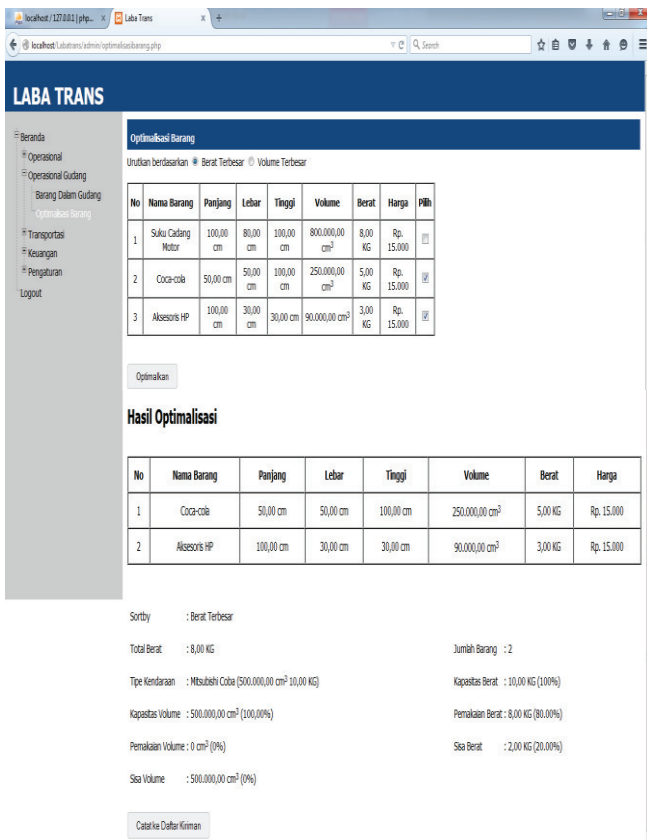 localhost / 127.0.0.1 | php... x Laba Trans x +
localhost/Labatrans/admin/optimalisasibarang.php Search
LABA TRANS
Beranda
Operasional
Operasional Gudang
Barang Dalam Gudang
Optimalisasi Barang
Transportasi
Keuangan
Pengaturan
Logout
Optimalisasi Barang
Urutkan berdasarkan Berat Terbesar Volume Terbesar
No Nama Barang Panjang Lebar Tinggi Volume Berat Harga Pilih
1 Suku Cadang Motor 100,00 cm 80,00 cm 100,00 cm 800.000,00 cm³ 8,00 KG Rp. 15.000
2 Coca-cola 50,00 cm 50,00 cm 100,00 cm 250.000,00 cm³ 5,00 KG Rp. 15.000
3 Aksesoris HP 100,00 cm 30,00 cm 30,00 cm 90.000,00 cm³ 3,00 KG Rp. 15.000
Optimalkan
Hasil Optimalisasi
No Nama Barang Panjang Lebar Tinggi Volume Berat Harga
1 Coca-cola 50,00 cm 50,00 cm 100,00 cm 250.000,00 cm³ 5,00 KG Rp. 15.000
2 Aksesoris HP 100,00 cm 30,00 cm 30,00 cm 90.000,00 cm³ 3,00 KG Rp. 15.000
Sortby : Berat Terbesar
Total Berat : 8,00 KG Jumlah Barang : 2
Tipe Kendaraan : Mitsubishi Coba (500.000,00 cm³ 10,00 KG) Kapasitas Berat : 10,00 KG (100%)
Kapasitas Volume : 500.000,00 cm³ (100,00%) Pemakaian Berat : 8,00 KG (80.00%)
Pemakaian Volume : 0 cm³ (0%) Sisa Berat : 2,00 KG (20.00%)
Sisa Volume : 500.000,00 cm³ (0%)
Catat ke Daftar Kiriman